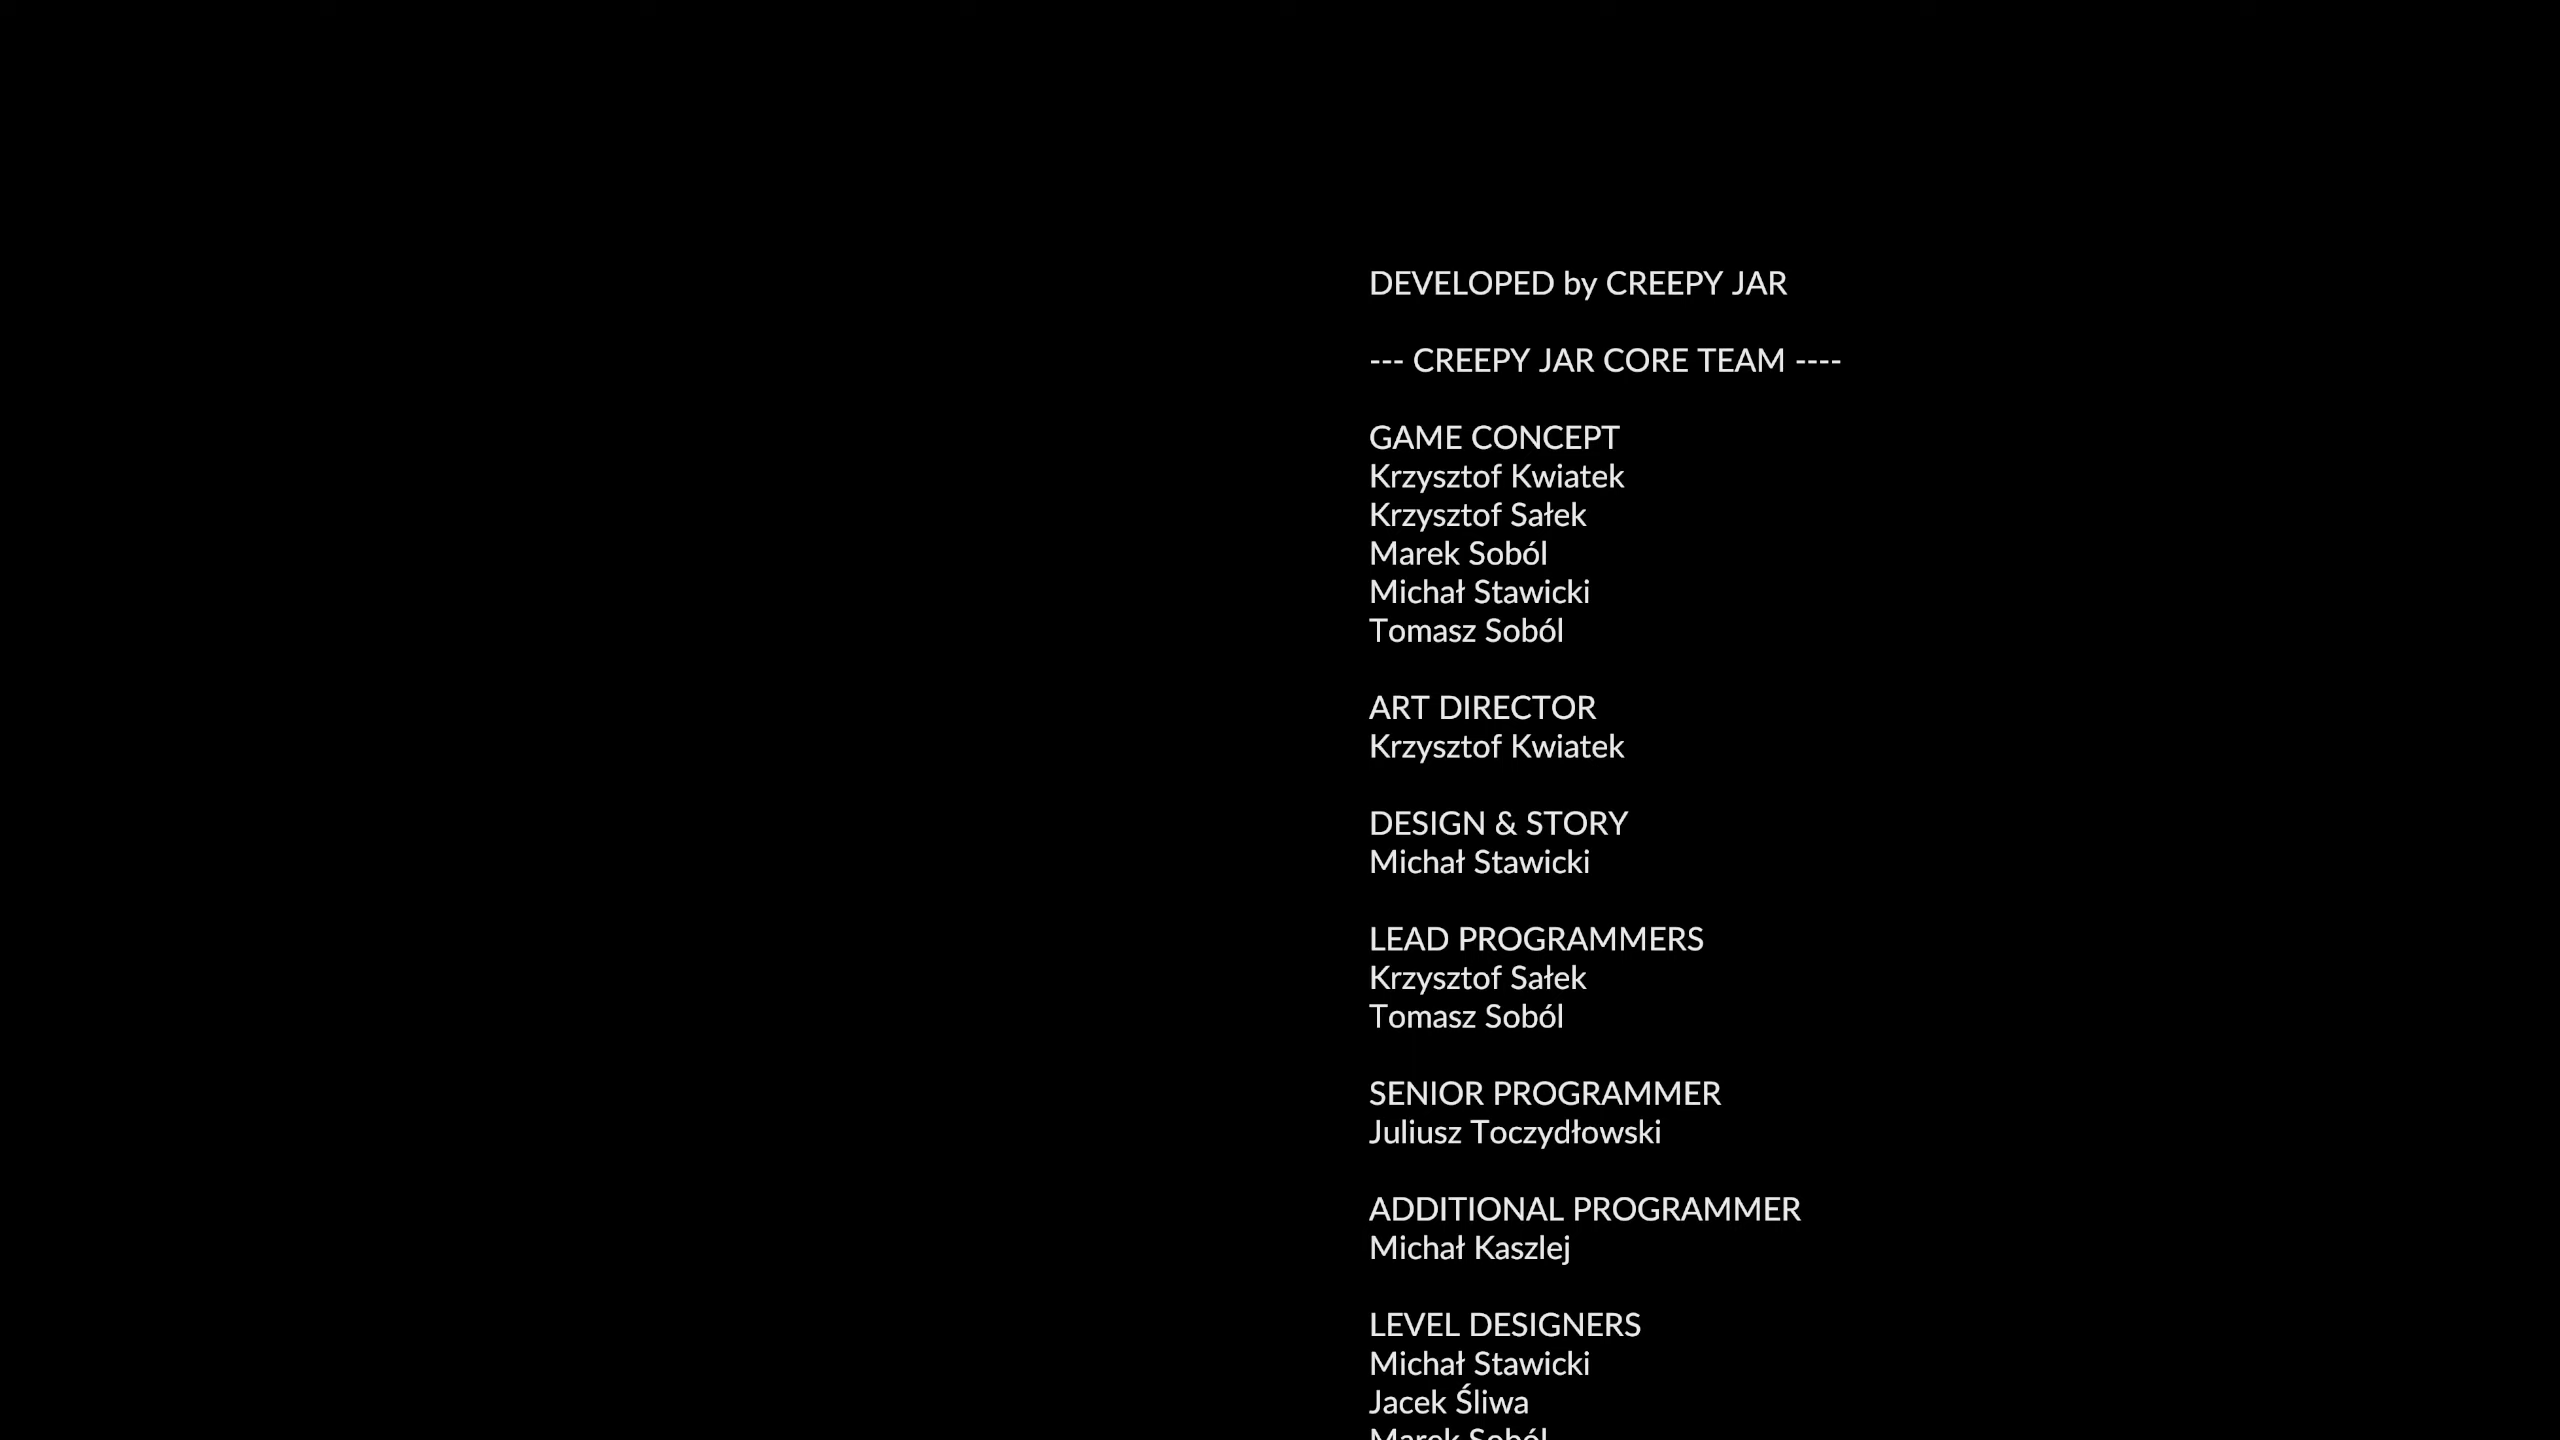 DEVELOPED by CREEPY JAR
--- CREEPY JAR CORE TEAM ----
GAME CONCEPT
Krzysztof Kwiatek
Krzysztof Sałek
Marek Soból
Michał Stawicki
Tomasz Soból
ART DIRECTOR
Krzysztof Kwiatek
DESIGN & STORY
Michał Stawicki
LEAD PROGRAMMERS
Krzysztof Sałek
Tomasz Soból
SENIOR PROGRAMMER
Juliusz Toczydłowski
ADDITIONAL PROGRAMMER
Michał Kaszlej
LEVEL DESIGNERS
Michał Stawicki
Jacek Śliwa
Marek Soból